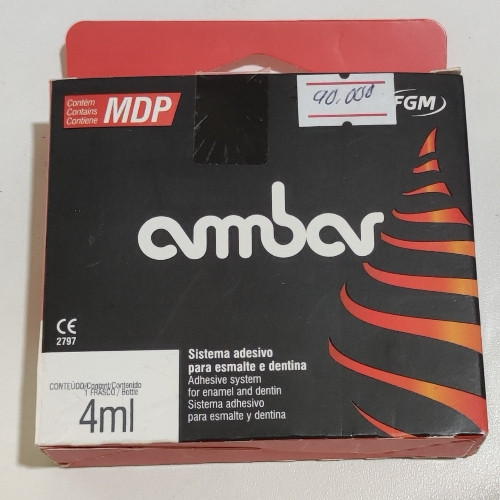 Contém
Contains
Contiene
MDP
90.000
FGM
ambar
CE
2797
Sistema adesivo
para esmalte e dentina
Adhesive system
for enamel and dentin
Sistema adhesivo
para esmalte y dentina
CONTEÚDO/Content/Contenido
1 FRASCO / Bottle
4ml